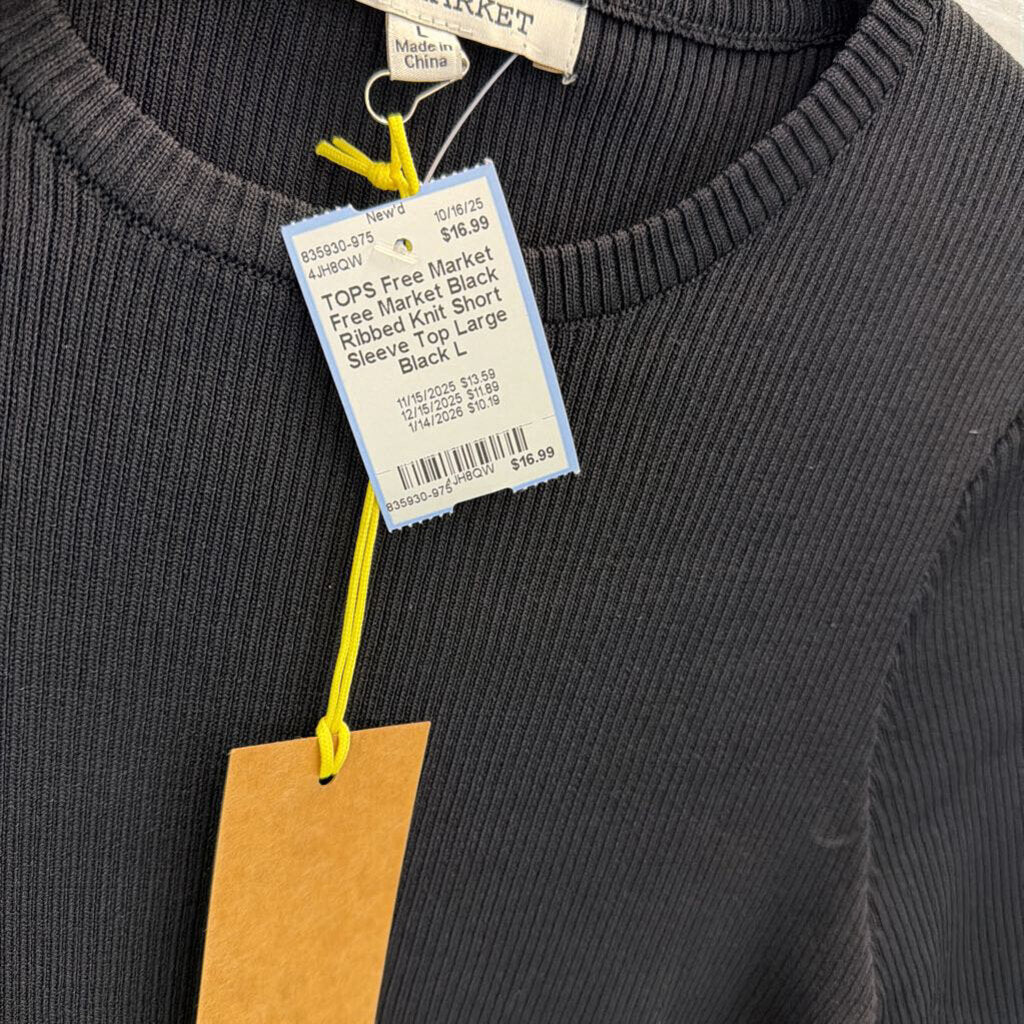 MARKET
L
Made in
China
New'd 10/16/25
835930-975 $16.99
4JH8QW
TOPS Free Market
Free Market Black
Ribbed Knit Short
Sleeve Top Large
Black L
11/15/2025 $13.59
12/15/2025 $11.89
1/14/2026 $10.19
4JH8QW $16.99
835930-975